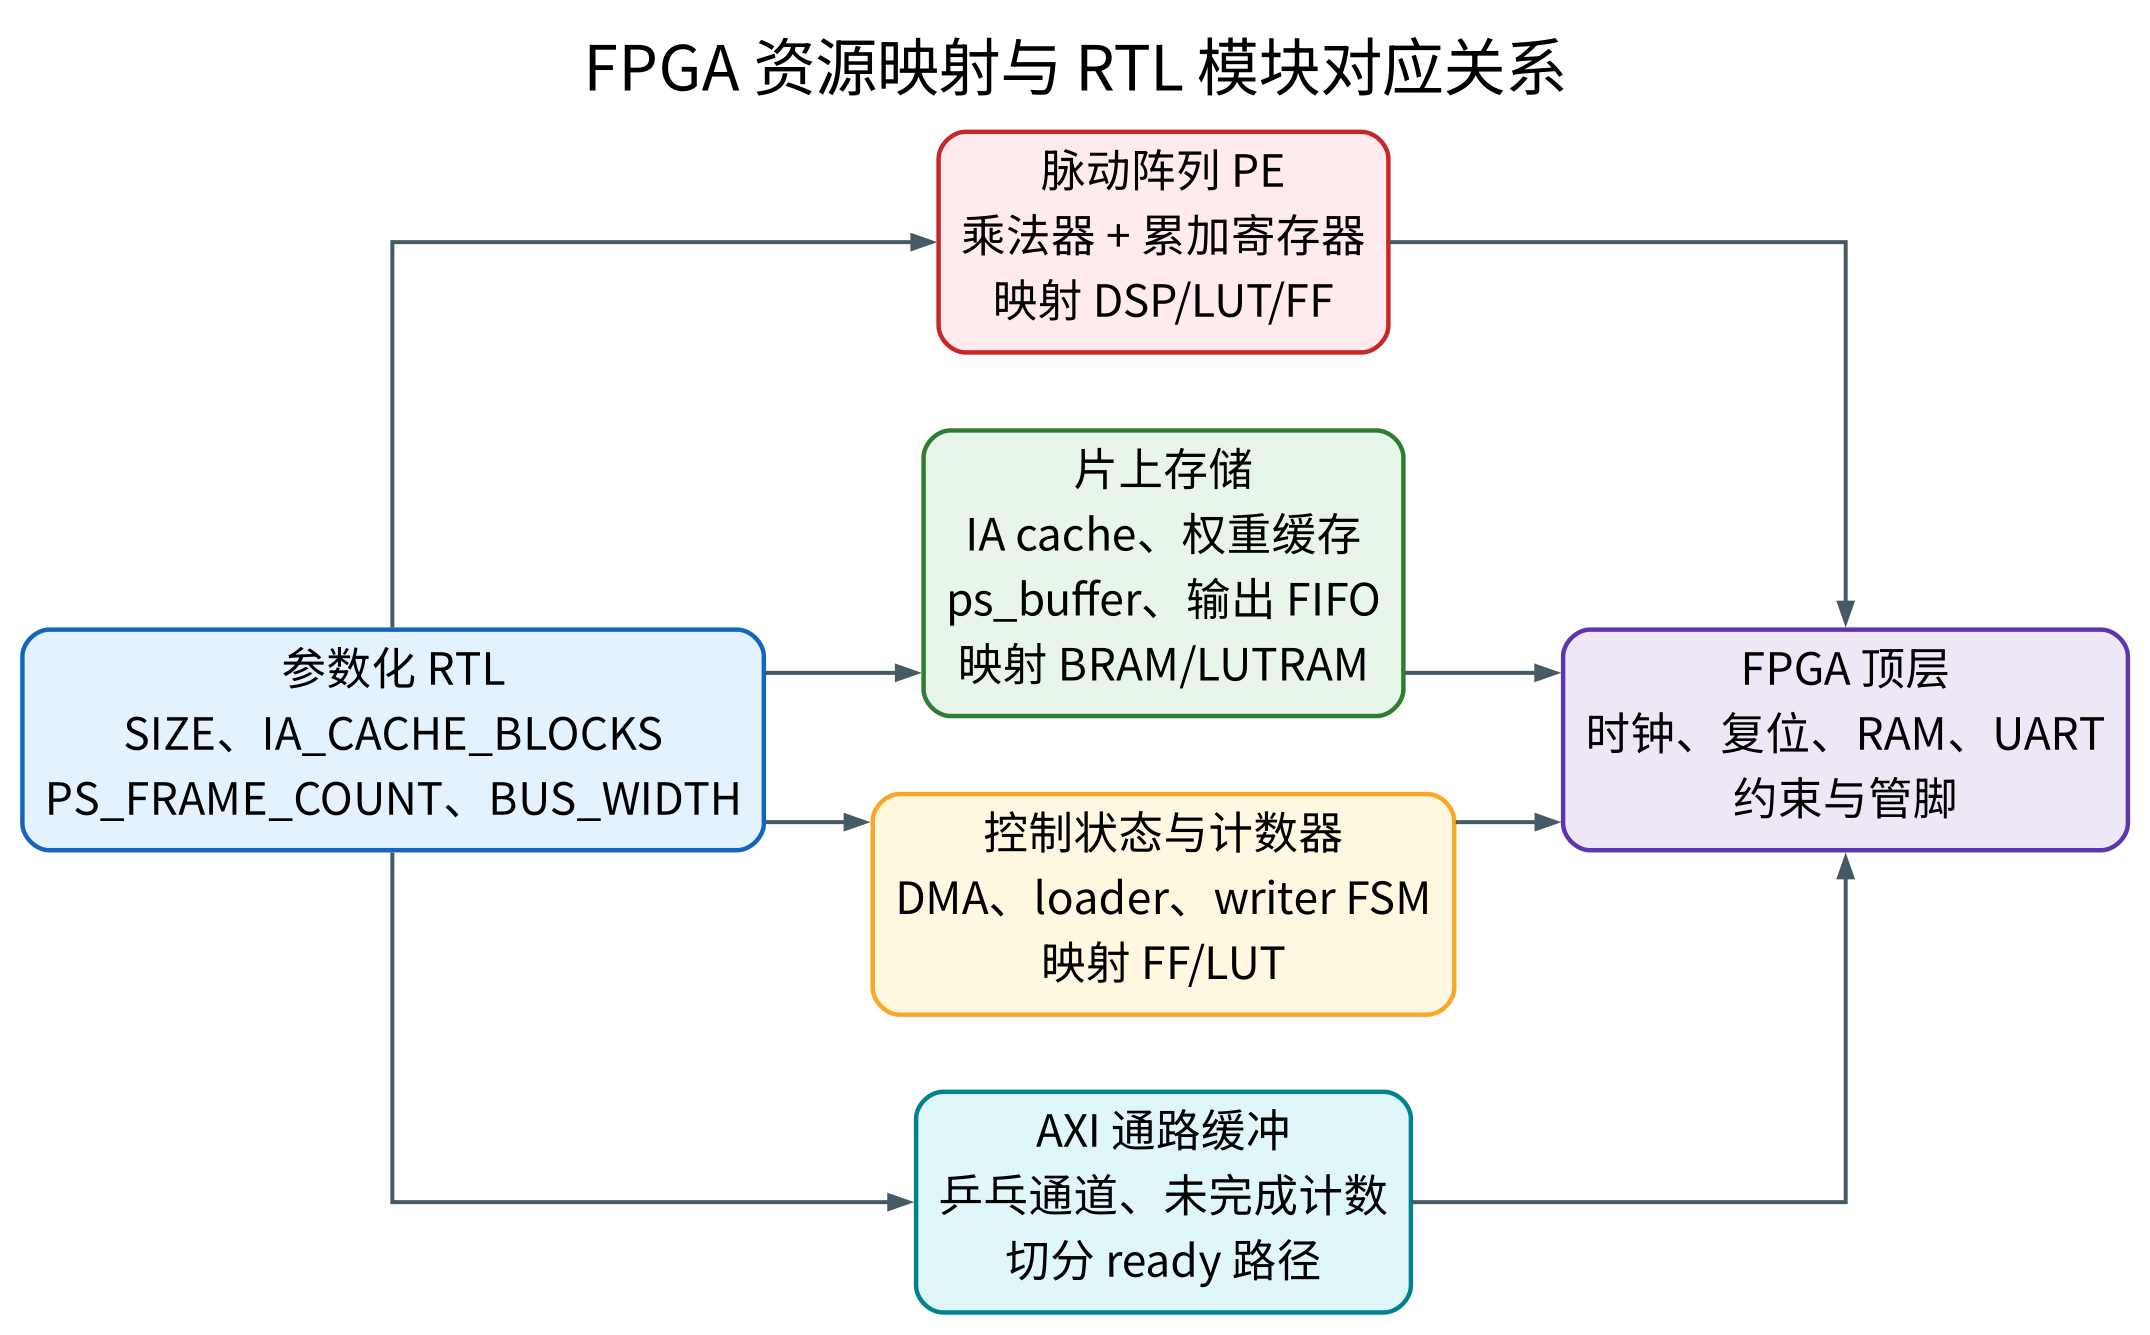 FPGA 资源映射与 RTL 模块对应关系
脉动阵列 PE
乘法器 + 累加寄存器
映射 DSP/LUT/FF
片上存储
IA cache、权重缓存
ps_buffer、输出 FIFO
映射 BRAM/LUTRAM
参数化 RTL
SIZE、IA_CACHE_BLOCKS
PS_FRAME_COUNT、BUS_WIDTH
FPGA 顶层
时钟、复位、RAM、UART
约束与管脚
控制状态与计数器
DMA、loader、writer FSM
映射 FF/LUT
AXI 通路缓冲
乒乓通道、未完成计数
切分 ready 路径